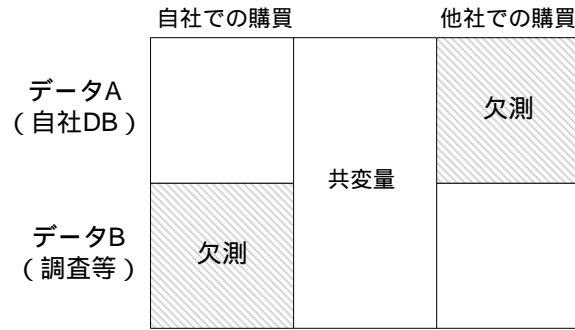 自社での購買
他社での購買
データA
（自社DB）
欠測
共変量
データB
（調査等）
欠測